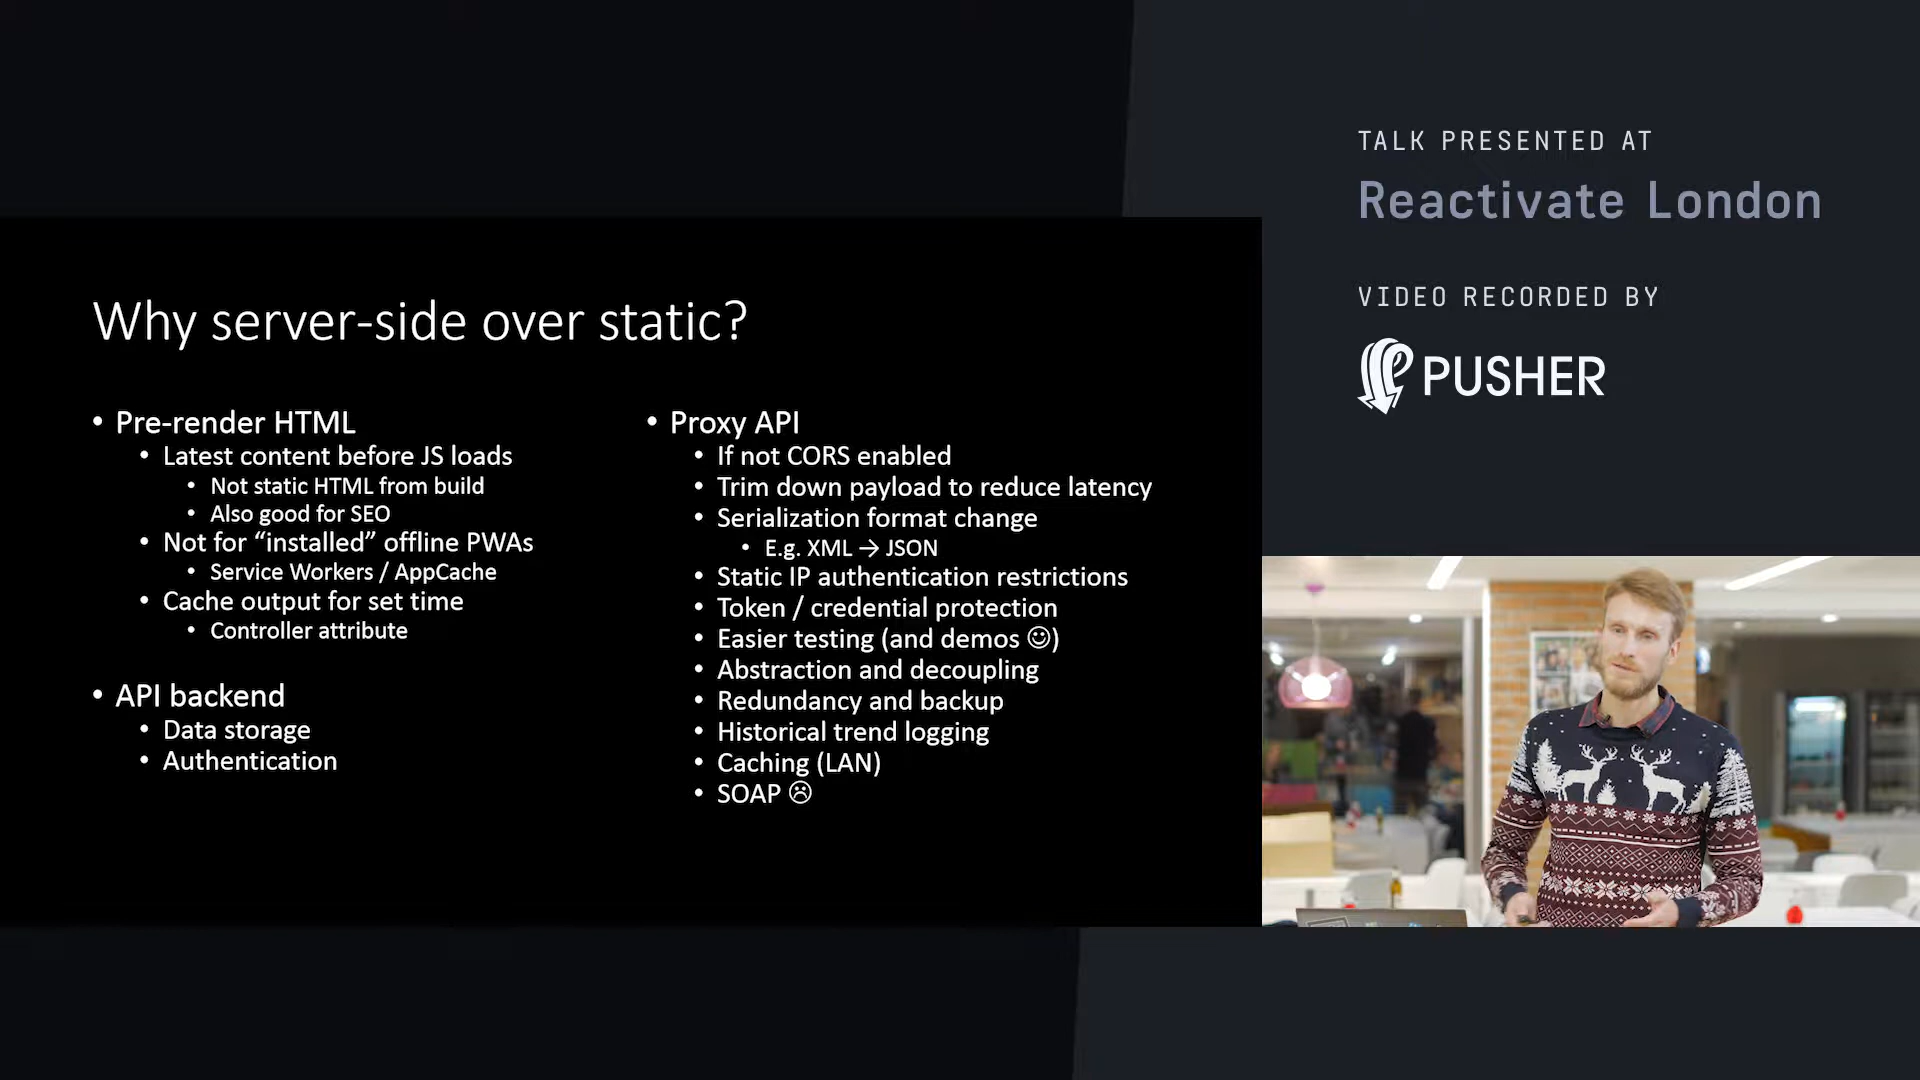 TALK PRESENTED AT
Reactivate London
VIDEO RECORDED BY
PUSHER
Why server-side over static?
• Pre-render HTML
• Latest content before JS loads
• Not static HTML from build
• Also good for SEO
• Not for “installed” offline PWAs
• Service Workers / AppCache
• Cache output for set time
• Controller attribute
• API backend
• Data storage
• Authentication
• Proxy API
• If not CORS enabled
• Trim down payload to reduce latency
• Serialization format change
• E.g. XML → JSON
• Static IP authentication restrictions
• Token / credential protection
• Easier testing (and demos ☺)
• Abstraction and decoupling
• Redundancy and backup
• Historical trend logging
• Caching (LAN)
• SOAP ☹